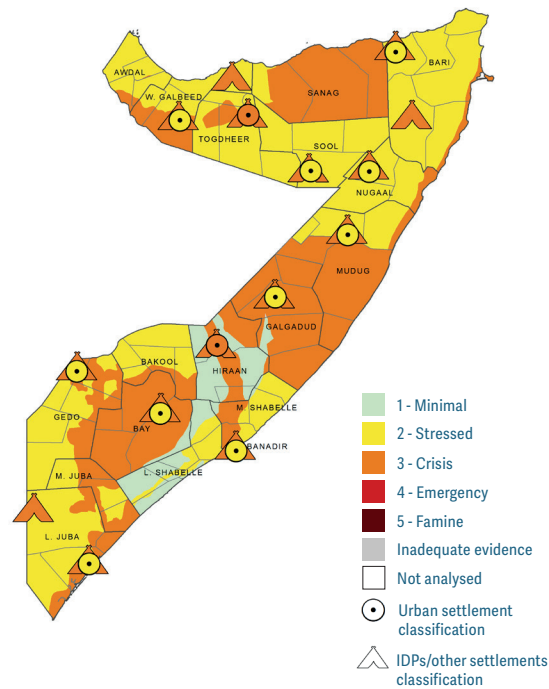 AWDAL
W. GALBEED
TOGDHEER
SANAG
BARI
SOOL
NUGAAL
MUDUG
GALGADUD
HIRAAN
BAKOOL
GEDO
BAY
M. SHABELLE
BANADIR
L. SHABELLE
M. JUBA
L. JUBA
1 - Minimal
2 - Stressed
3 - Crisis
4 - Emergency
5 - Famine
Inadequate evidence
Not analysed
Urban settlement
classification
IDPs/other settlements
classification